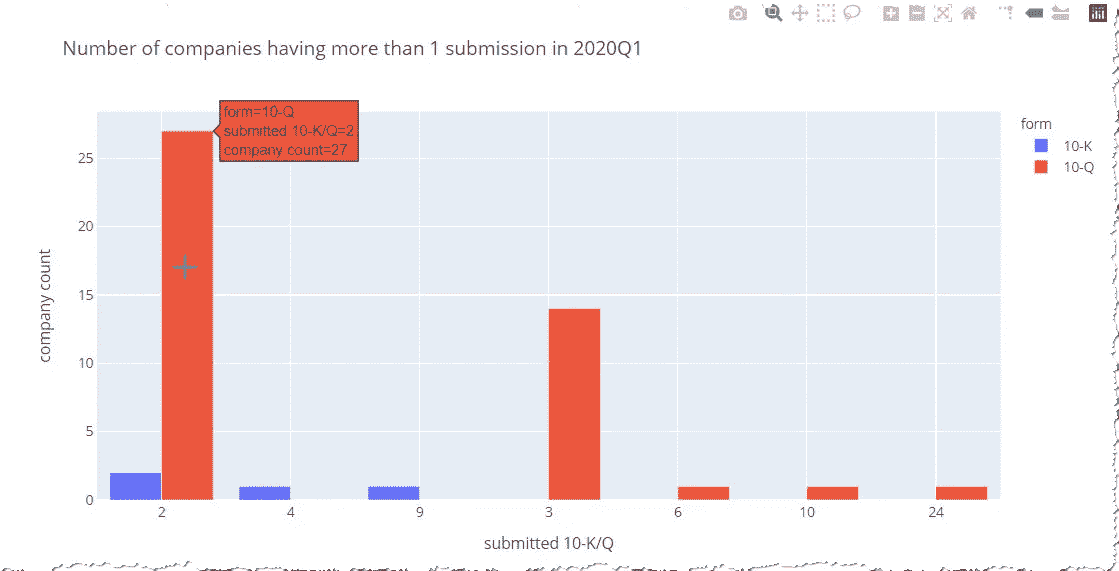 Number of companies having more than 1 submission in 2020Q1
form=10-Q
submitted 10-K/Q=2
company count=27
form
10-K
10-Q
25
20
15
10
5
0
company count
2 4 9 3 6 10 24
submitted 10-K/Q